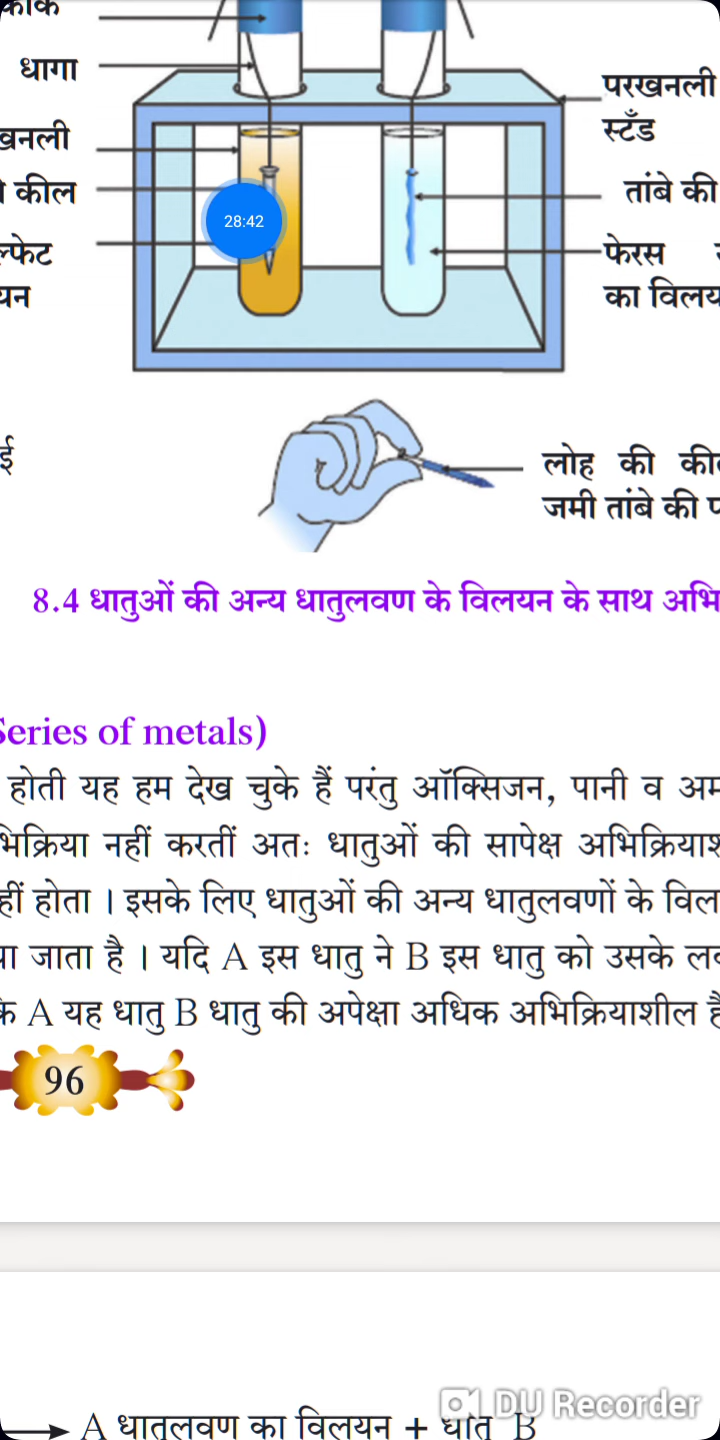 धागा
परखनली
स्टँड
खनली
कील
तांबे की
ल्फेट
फेरस
यन
का विलय
ई
लोह की की
जमी तांबे की
28:42
8.4 धातुओं की अन्य धातुलवण के विलयन के साथ अभि
Series of metals)
होती यह हम देख चुके हैं परंतु ऑक्सिजन, पानी व अम
भिक्रिया नहीं करतीं अतः धातुओं की सापेक्ष अभिक्रियाश
हीं होता । इसके लिए धातुओं की अन्य धातुलवणों के विल
या जाता है । यदि A इस धातु ने B इस धातु को उसके लव
के A यह धातु B धातु की अपेक्षा अधिक अभिक्रियाशील है
96
DU Recorder
A धातुलवण का विलयन + धातु B